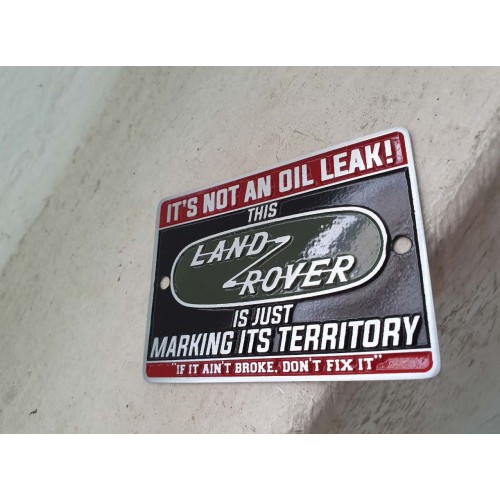 IT'S NOT AN OIL LEAK!
THIS
LAND
ROVER
IS JUST
MARKING ITS TERRITORY
"IF IT AIN'T BROKE, DON'T FIX IT"